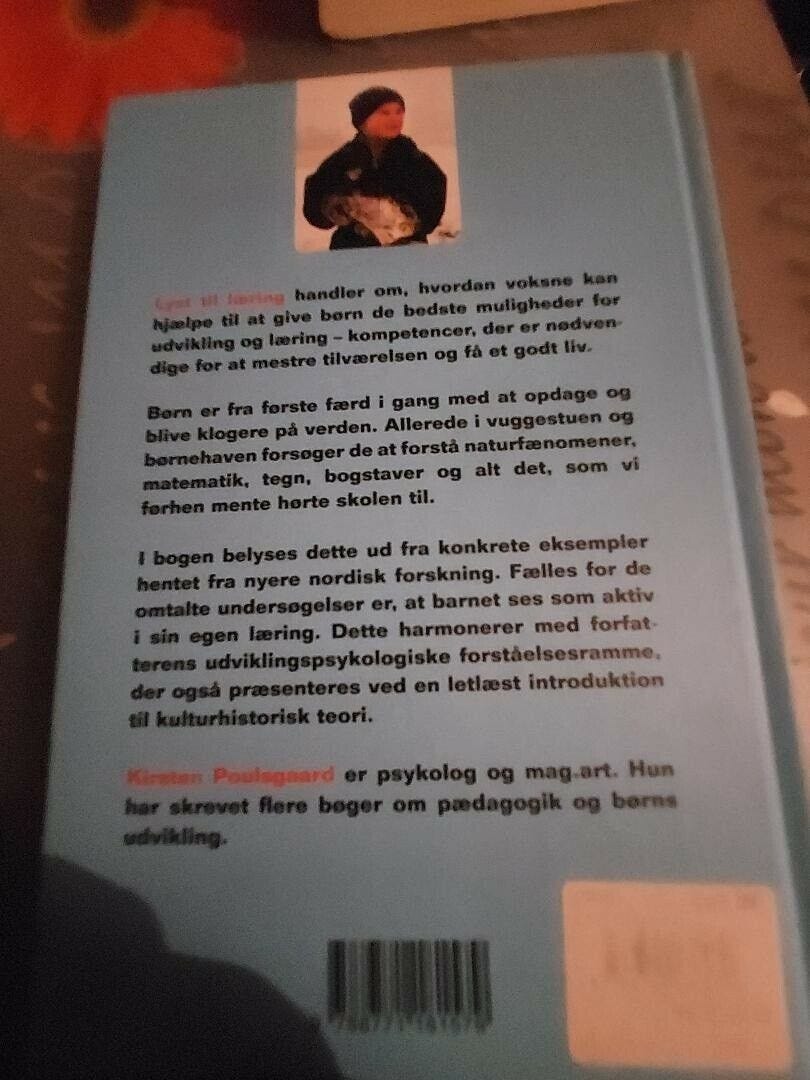 Lyst til læring handler om, hvordan voksne kan
hjælpe til at give børn de bedste muligheder for
udvikling og læring – kompetencer, der er nødven-
dige for at mestre tilværelsen og få et godt liv.
Børn er fra første færd i gang med at opdage og
blive klogere på verden. Allerede i vuggestuen og
børnehaven forsøger de at forstå naturfænomener,
matematik, tegn, bogstaver og alt det, som vi
førhen mente hørte skolen til.
I bogen belyses dette ud fra konkrete eksempler
hentet fra nyere nordisk forskning. Fælles for de
omtalte undersøgelser er, at barnet ses som aktiv
i sin egen læring. Dette harmonerer med forfat-
terens udviklingspsykologiske forståelsesramme,
der også præsenteres ved en letlæst introduktion
til kulturhistorisk teori.
Kirsten Poulsgaard er psykolog og mag.art. Hun
har skrevet flere bøger om pædagogik og børns
udvikling.